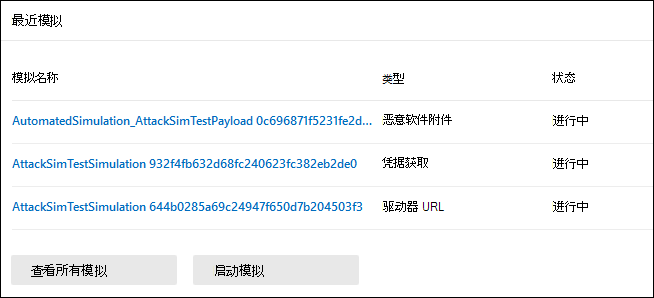 最近模拟
模拟名称 类型 状态
AutomatedSimulation_AttackSimTestPayload 0c696871f5231fe2d... 恶意软件附件 进行中
AttackSimTestSimulation 932f4fb632d68fc240623fc382eb2de0 凭据获取 进行中
AttackSimTestSimulation 644b0285a69c24947f650d7b204503f3 驱动器 URL 进行中
查看所有模拟 启动模拟